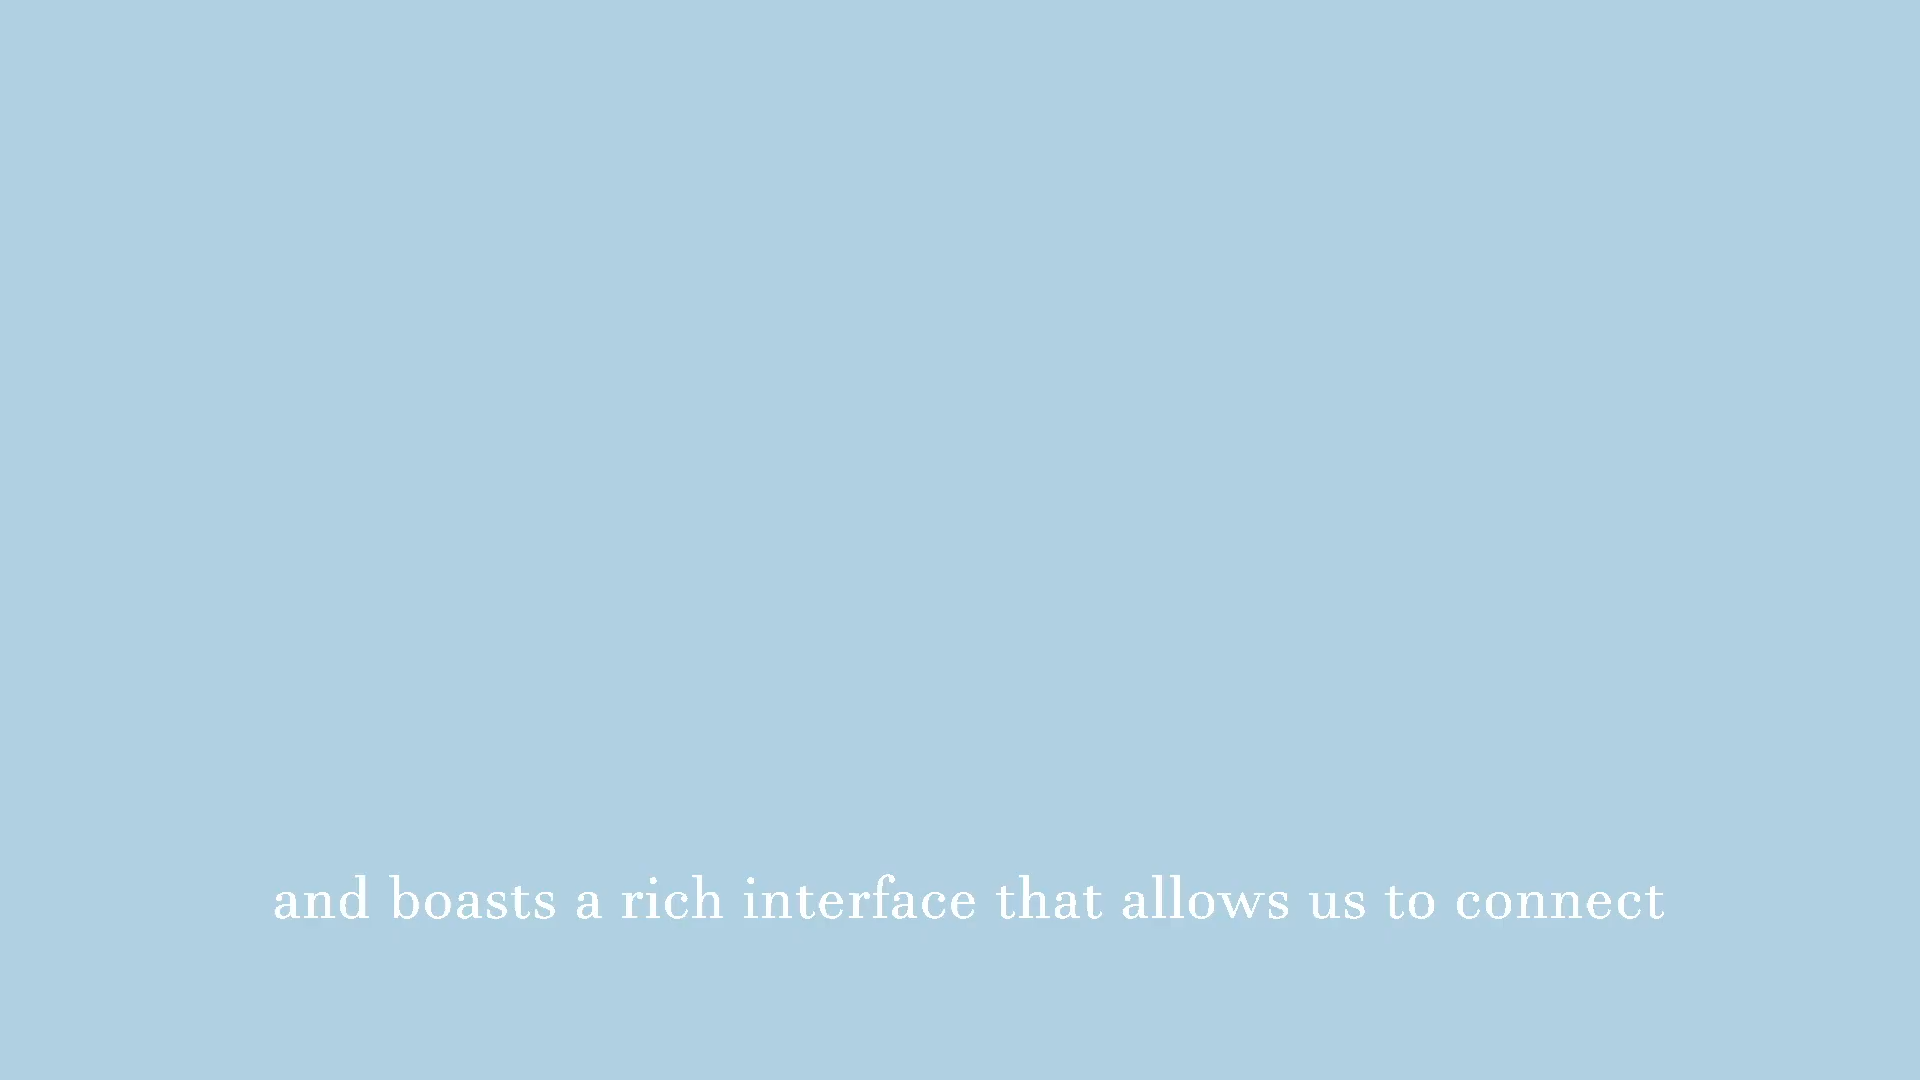 and boasts a rich interface that allows us to connect